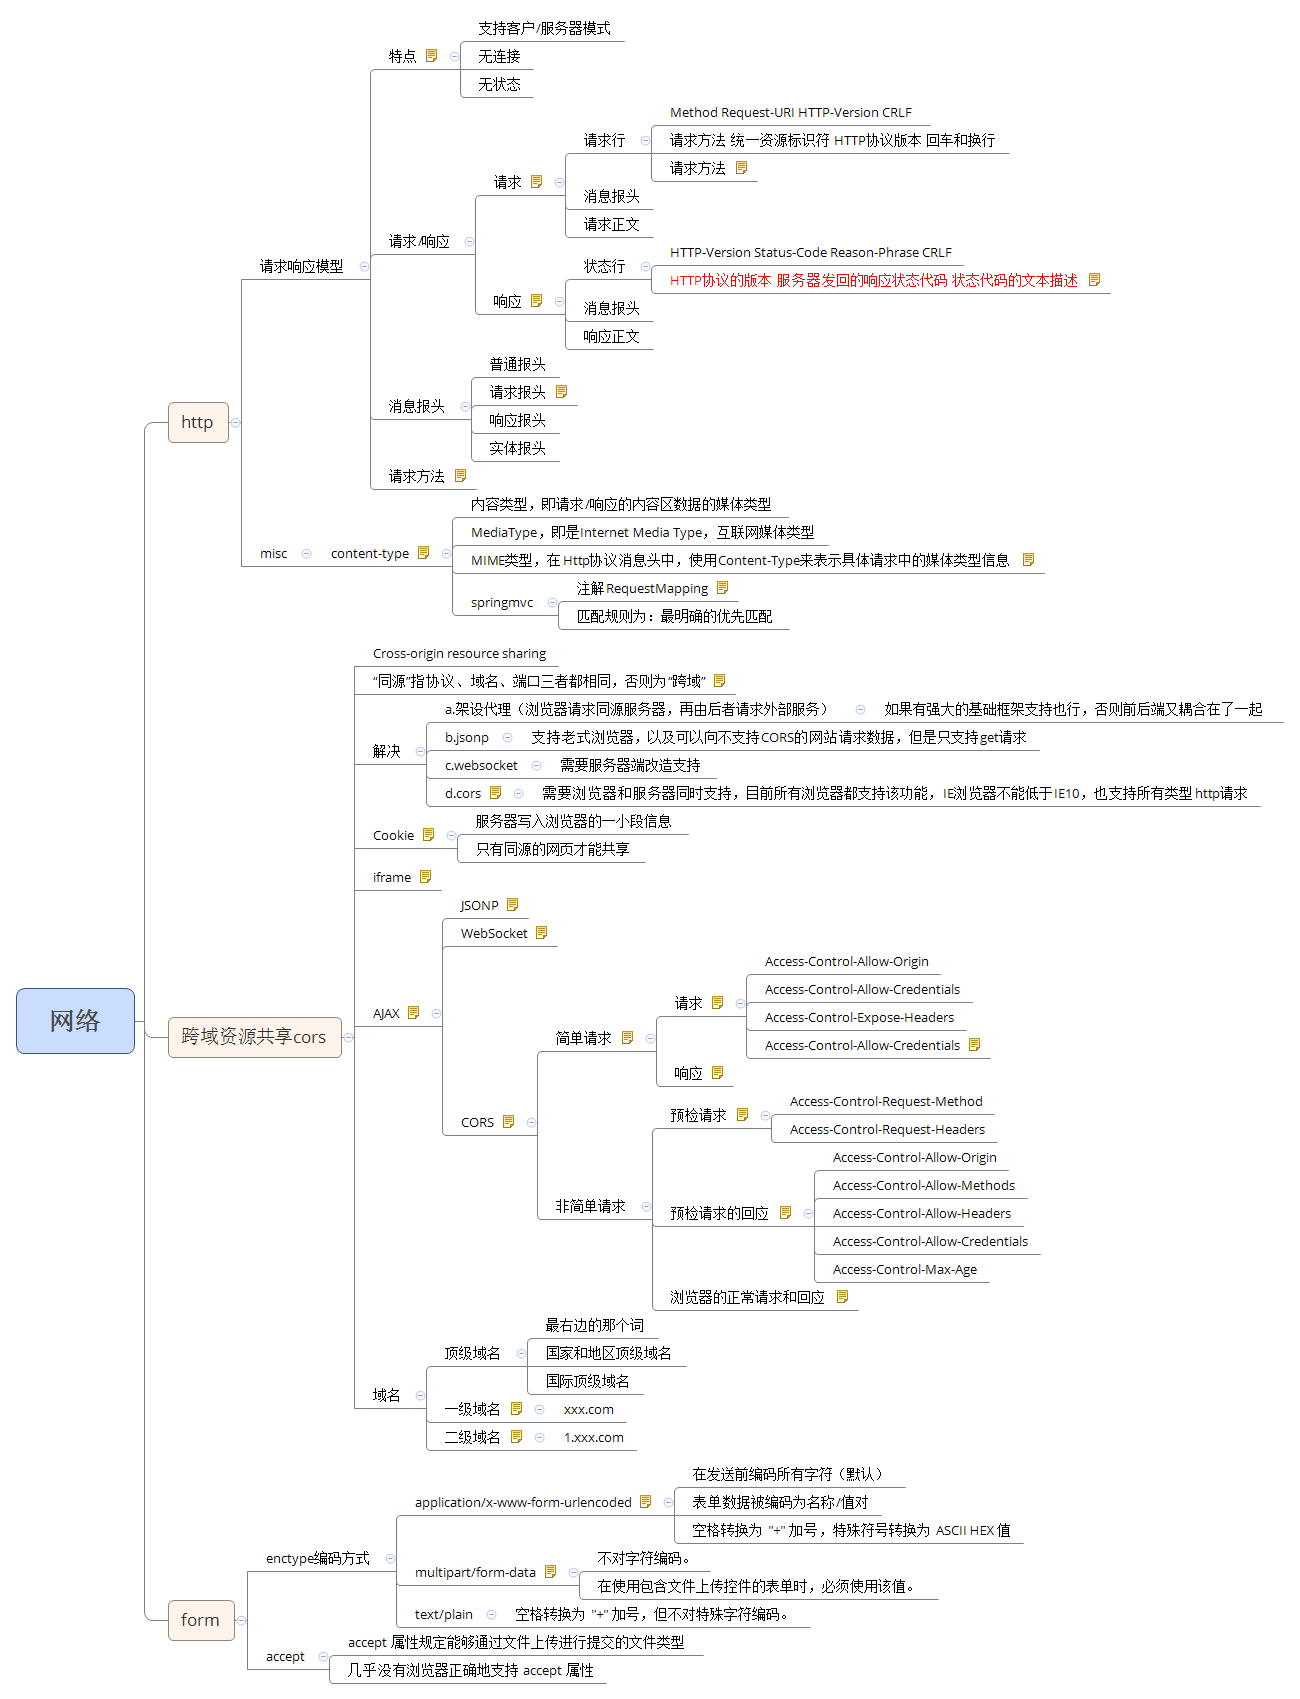 网络
http
请求响应模型
特点
支持客户/服务器模式
无连接
无状态
请求/响应
请求
请求行
Method Request-URI HTTP-Version CRLF
请求方法 统一资源标识符 HTTP协议版本 回车和换行
请求方法
消息报头
请求正文
响应
状态行
HTTP-Version Status-Code Reason-Phrase CRLF
HTTP协议的版本 服务器发回的响应状态代码 状态代码的文本描述
消息报头
响应正文
消息报头
普通报头
请求报头
响应报头
实体报头
请求方法
misc
content-type
内容类型，即请求/响应的内容区数据的媒体类型
MediaType，即是Internet Media Type，互联网媒体类型
MIME类型，在Http协议消息头中，使用Content-Type来表示具体请求中的媒体类型信息
springmvc
注解RequestMapping
匹配规则为：最明确的优先匹配
跨域资源共享cors
Cross-origin resource sharing
“同源”指协议、域名、端口三者都相同，否则为“跨域”
解决
a.架设代理（浏览器请求同源服务器，再由后者请求外部服务）
如果有强大的基础框架支持也行，否则前后端又耦合在了一起
b.jsonp
支持老式浏览器，以及可以向不支持CORS的网站请求数据，但是只支持get请求
c.websocket
需要服务器端改造支持
d.cors
需要浏览器和服务器同时支持，目前所有浏览器都支持该功能，IE浏览器不能低于IE10，也支持所有类型http请求
Cookie
服务器写入浏览器的一小段信息
只有同源的网页才能共享
iframe
AJAX
JSONP
WebSocket
CORS
简单请求
请求
Access-Control-Allow-Origin
Access-Control-Allow-Credentials
Access-Control-Expose-Headers
Access-Control-Allow-Credentials
响应
非简单请求
预检请求
Access-Control-Request-Method
Access-Control-Request-Headers
预检请求的回应
Access-Control-Allow-Origin
Access-Control-Allow-Methods
Access-Control-Allow-Headers
Access-Control-Allow-Credentials
Access-Control-Max-Age
浏览器的正常请求和回应
域名
顶级域名
最右边的那个词
国家和地区顶级域名
国际顶级域名
一级域名
xxx.com
二级域名
1.xxx.com
form
enctype编码方式
application/x-www-form-urlencoded
在发送前编码所有字符（默认）
表单数据被编码为名称/值对
空格转换为 "+" 加号，特殊符号转换为 ASCII HEX 值
multipart/form-data
不对字符编码。
在使用包含文件上传控件的表单时，必须使用该值。
text/plain
空格转换为 "+" 加号，但不对特殊字符编码。
accept
accept 属性规定能够通过文件上传进行提交的文件类型
几乎没有浏览器正确地支持 accept 属性